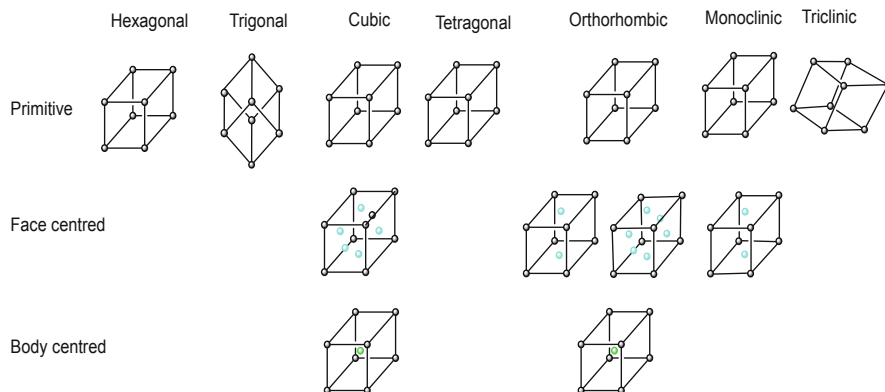 Hexagonal Trigonal Cubic Tetragonal Orthorhombic Monoclinic Triclinic
Primitive
Face centred
Body centred